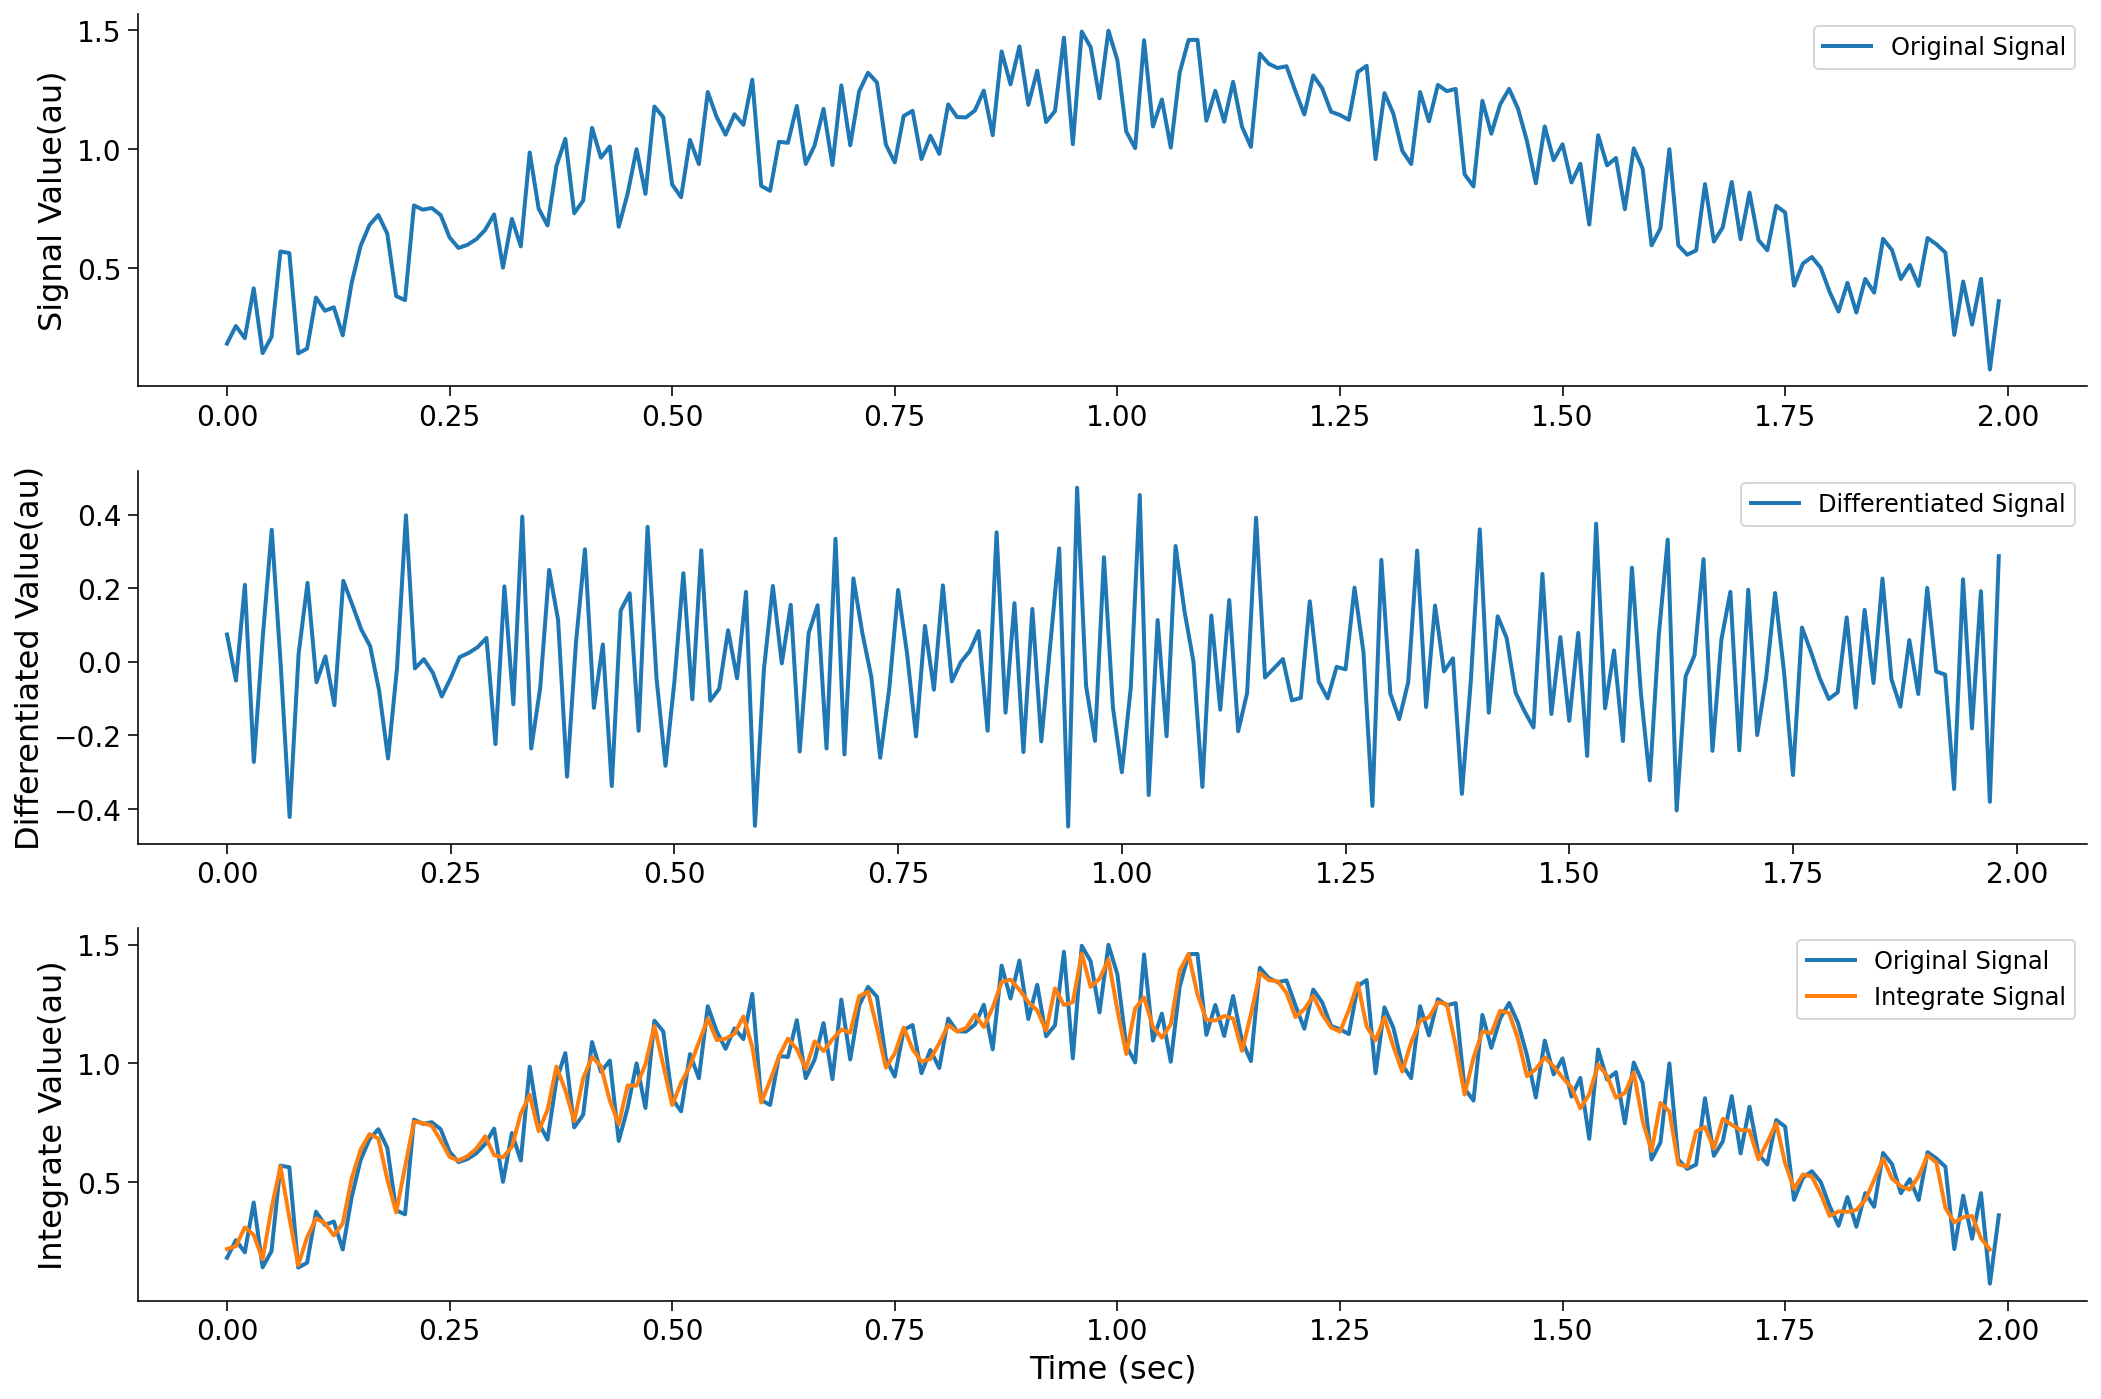 Signal Value(au)
1.5
1.0
0.5
Original Signal
0.00 0.25 0.50 0.75 1.00 1.25 1.50 1.75 2.00
Differentiated Value(au)
0.4
0.2
0.0
−0.2
−0.4
Differentiated Signal
0.00 0.25 0.50 0.75 1.00 1.25 1.50 1.75 2.00
Integrate Value(au)
1.5
1.0
0.5
Original Signal
Integrate Signal
0.00 0.25 0.50 0.75 1.00 1.25 1.50 1.75 2.00
Time (sec)